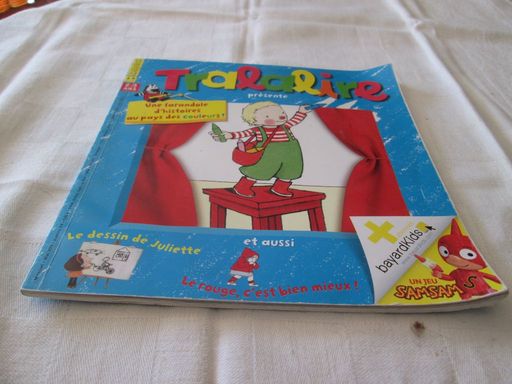 Tralalire
présente
Une farandole
d'histoires
au pays des couleurs !
Le dessin de Juliette
et aussi
Le rouge, c'est bien mieux !
bayardkids
UN JEU
SAMSAM